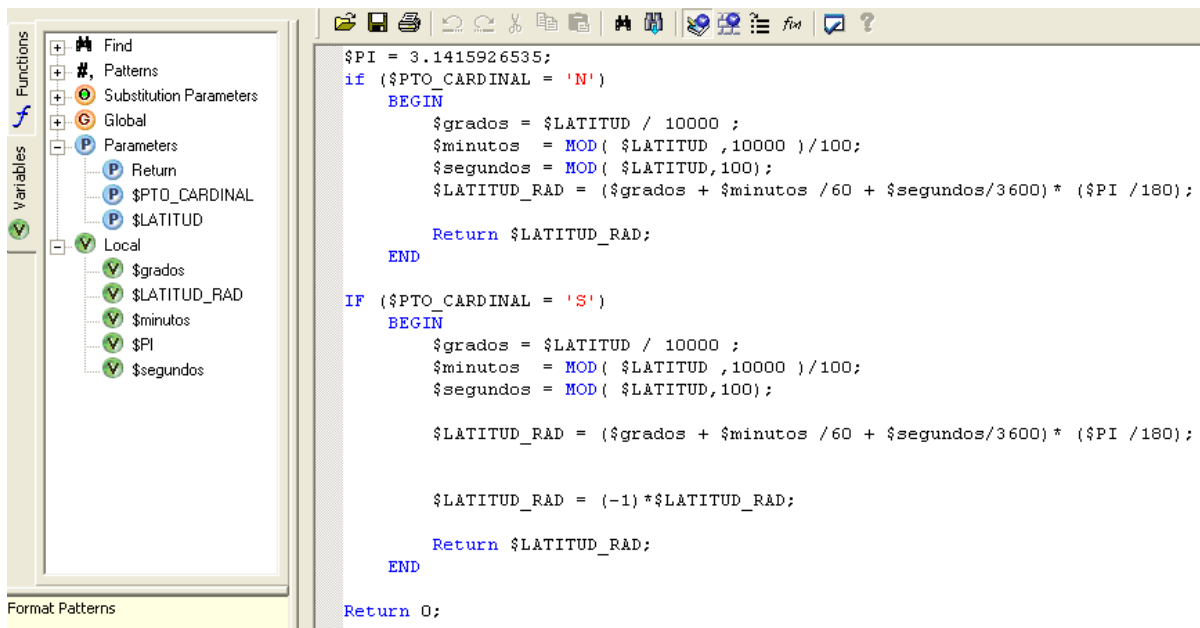 Functions
Variables
Find
Patterns
Substitution Parameters
Global
Parameters
Return
$PTO_CARDINAL
$LATITUD
Local
$grados
$LATITUD_RAD
$minutos
$PI
$segundos
Format Patterns
$PI = 3.1415926535;
if ($PTO_CARDINAL = 'N')
BEGIN
$grados = $LATITUD / 10000 ;
$minutos  = MOD( $LATITUD ,10000 )/100;
$segundos = MOD( $LATITUD,100);
$LATITUD_RAD = ($grados + $minutos /60 + $segundos/3600)* ($PI /180);
Return $LATITUD_RAD;
END
IF ($PTO_CARDINAL = 'S')
BEGIN
$grados = $LATITUD / 10000 ;
$minutos  = MOD( $LATITUD ,10000 )/100;
$segundos = MOD( $LATITUD,100);
$LATITUD_RAD = ($grados + $minutos /60 + $segundos/3600)* ($PI /180);
$LATITUD_RAD = (-1)*$LATITUD_RAD;
Return $LATITUD_RAD;
END
Return 0;